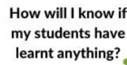 How will I know if
my students have
learnt anything?